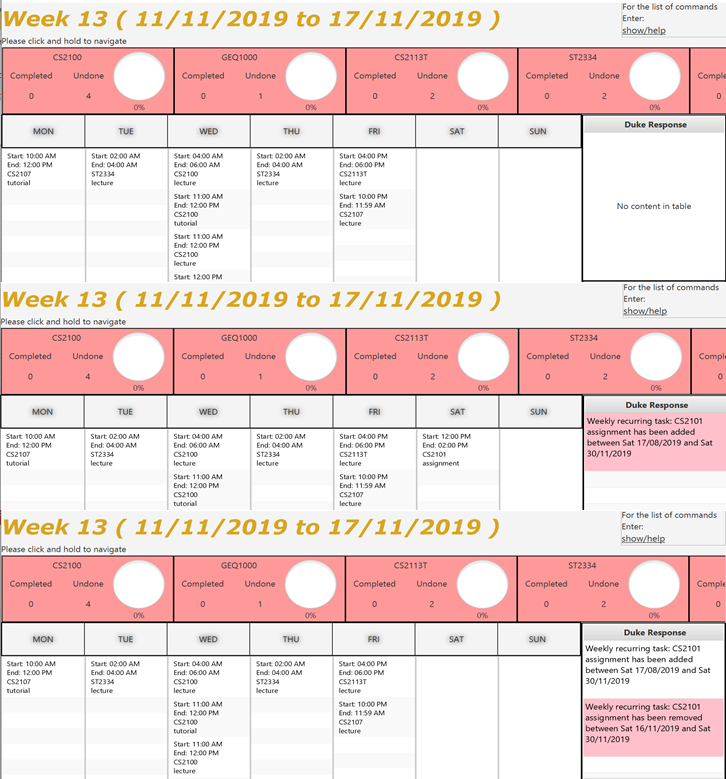 Week 13 ( 11/11/2019 to 17/11/2019 )
For the list of commands
Enter:
show/help
Please click and hold to navigate
CS2100 GEQ1000 CS2113T ST2334
Completed Undone Completed Undone Completed Undone Completed Undone Compl
0 4 0 1 0 2 0 2 0
0% 0% 0% 0%
MON TUE WED THU FRI SAT SUN Duke Response
Start: 10:00 AM Start: 02:00 AM Start: 04:00 AM Start: 02:00 AM Start: 04:00 PM
End: 12:00 PM End: 04:00 AM End: 06:00 AM End: 04:00 AM End: 06:00 PM
CS2107 ST2334 CS2100 ST2334 CS2113T
tutorial lecture lecture lecture lecture
Start: 11:00 AM Start: 10:00 PM
End: 12:00 PM End: 11:59 AM
CS2100 CS2107
tutorial lecture
No content in table
Start: 11:00 AM
End: 12:00 PM
CS2100
lecture
Start: 12:00 PM
Week 13 ( 11/11/2019 to 17/11/2019 )
For the list of commands
Enter:
show/help
Please click and hold to navigate
CS2100 GEQ1000 CS2113T ST2334
Completed Undone Completed Undone Completed Undone Completed Undone Comple
0 4 0 1 0 2 0 2 0
0% 0% 0% 0%
MON TUE WED THU FRI SAT SUN Duke Response
Start: 10:00 AM Start: 02:00 AM Start: 04:00 AM Start: 02:00 AM Start: 04:00 PM Start: 12:00 PM
End: 12:00 PM End: 04:00 AM End: 06:00 AM End: 04:00 AM End: 06:00 PM End: 02:00 PM
CS2107 ST2334 CS2100 ST2334 CS2113T CS2101
tutorial lecture lecture lecture lecture assignment
Start: 11:00 AM Start: 10:00 PM
End: 12:00 PM End: 11:59 AM
CS2100 CS2107
tutorial lecture
Weekly recurring task: CS2101
assignment has been added
between Sat 17/08/2019 and Sat
30/11/2019
Week 13 ( 11/11/2019 to 17/11/2019 )
For the list of commands
Enter:
show/help
Please click and hold to navigate
CS2100 GEQ1000 CS2113T ST2334
Completed Undone Completed Undone Completed Undone Completed Undone Comple
0 4 0 1 0 2 0 2 0
0% 0% 0% 0%
MON TUE WED THU FRI SAT SUN Duke Response
Start: 10:00 AM Start: 02:00 AM Start: 04:00 AM Start: 02:00 AM Start: 04:00 PM
End: 12:00 PM End: 04:00 AM End: 06:00 AM End: 04:00 AM End: 06:00 PM
CS2107 ST2334 CS2100 ST2334 CS2113T
tutorial lecture lecture lecture lecture
Start: 11:00 AM Start: 10:00 PM
End: 12:00 PM End: 11:59 AM
CS2100 CS2107
tutorial lecture
Start: 11:00 AM
End: 12:00 PM
CS2100
lecture
Weekly recurring task: CS2101
assignment has been added
between Sat 17/08/2019 and Sat
30/11/2019
Weekly recurring task: CS2101
assignment has been removed
between Sat 16/11/2019 and Sat
30/11/2019